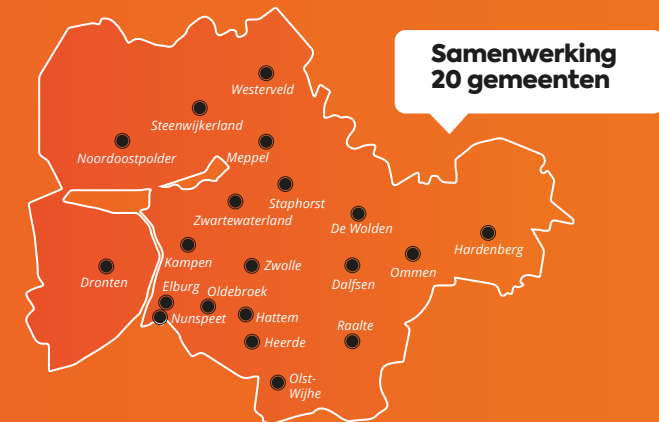 Samenwerking
20 gemeenten
Westerveld
Steenwijkerland
Noordoostpolder
Meppel
Staphorst
Zwartewaterland
De Wolden
Hardenberg
Kampen
Zwolle
Ommen
Dronten
Dalfsen
Elburg
Oldebroek
Nunspeet
Hattem
Raalte
Heerde
Olst-
Wijhe